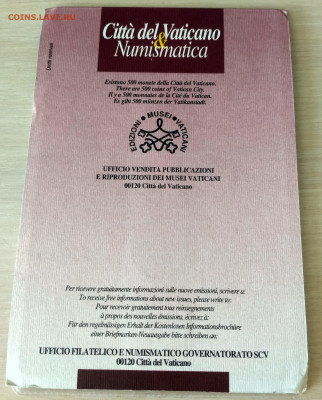 COINS.LAVE.RU
Città del Vaticano
&
Numismatica
Esistono 500 monete della Città del Vaticano.
There are 500 coins of Vatican City.
Il y a 500 monnaies de la Cité du Vatican.
Es gibt 500 münzen der Vatikanstadt.
EDIZIONI • MUSEI • VATICANI
UFFICIO VENDITA PUBBLICAZIONI
E RIPRODUZIONI DEI MUSEI VATICANI
00120 Città del Vaticano
Per ricevere gratuitamente informazioni sulle nuove emissioni, scrivere a:
To receive free informations about new issues, please write to:
Pour recevoir gratuitement tous renseignements
à propos des nouvelles émissions, écrivez à:
Für den regelmässigen Erhalt der Kostenlosen Informationsbrochüre
einer Briefmarken-Neuausgabe bitte schreiben an:
UFFICIO FILATELICO E NUMISMATICO GOVERNATORATO SCV
00120 Città del Vaticano